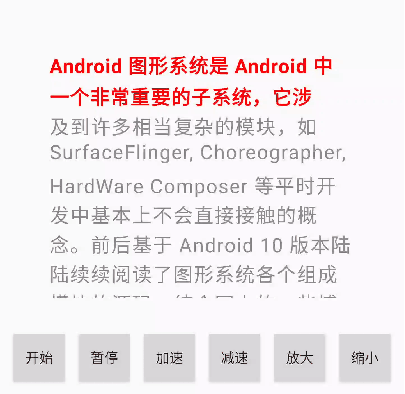 Android 图形系统是 Android 中
一个非常重要的子系统，它涉
及到许多相当复杂的模块，如
SurfaceFlinger, Choreographer,
HardWare Composer 等平时开
发中基本上不会直接接触的概
念。前后基于 Android 10 版本陆
陆续续阅读了图形系统各个组成
开始 暂停 加速 减速 放大 缩小